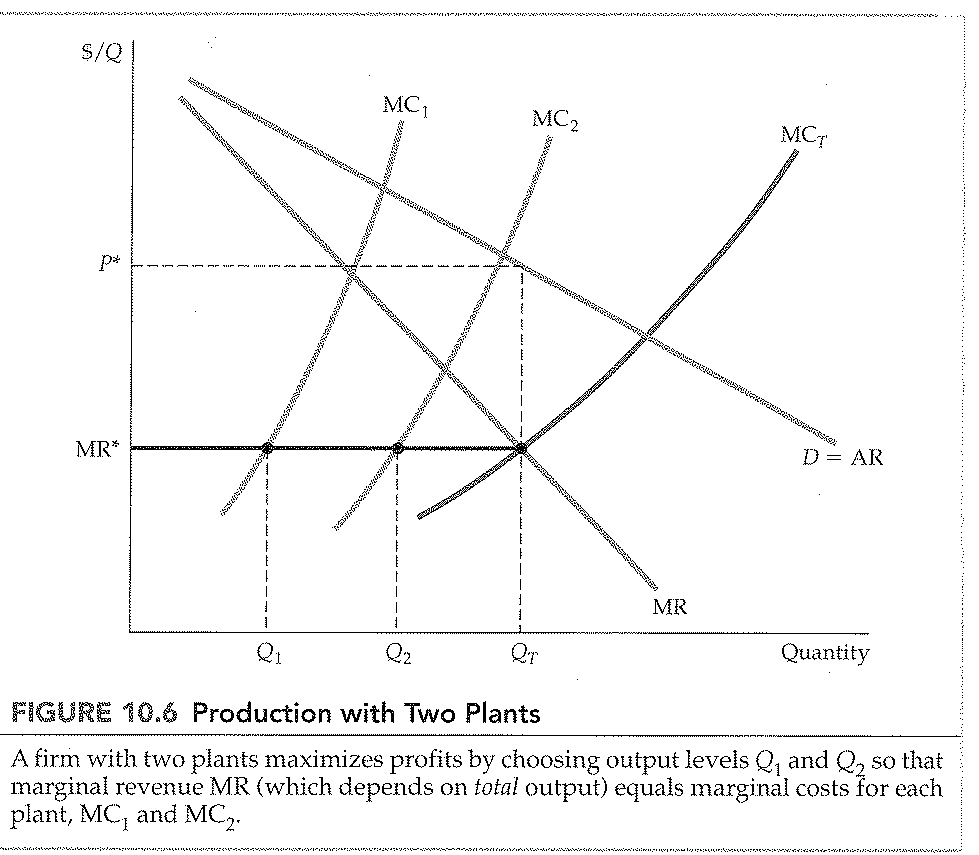 $/Q
MC₁
MC₂
MC_T
P*
MR*
D = AR
MR
Q₁
Q₂
Q_T
Quantity
FIGURE 10.6 Production with Two Plants
A firm with two plants maximizes profits by choosing output levels Q₁ and Q₂ so that
marginal revenue MR (which depends on total output) equals marginal costs for each
plant, MC₁ and MC₂.